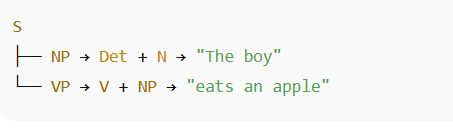 S
├── NP → Det + N → "The boy"
└── VP → V + NP → "eats an apple"